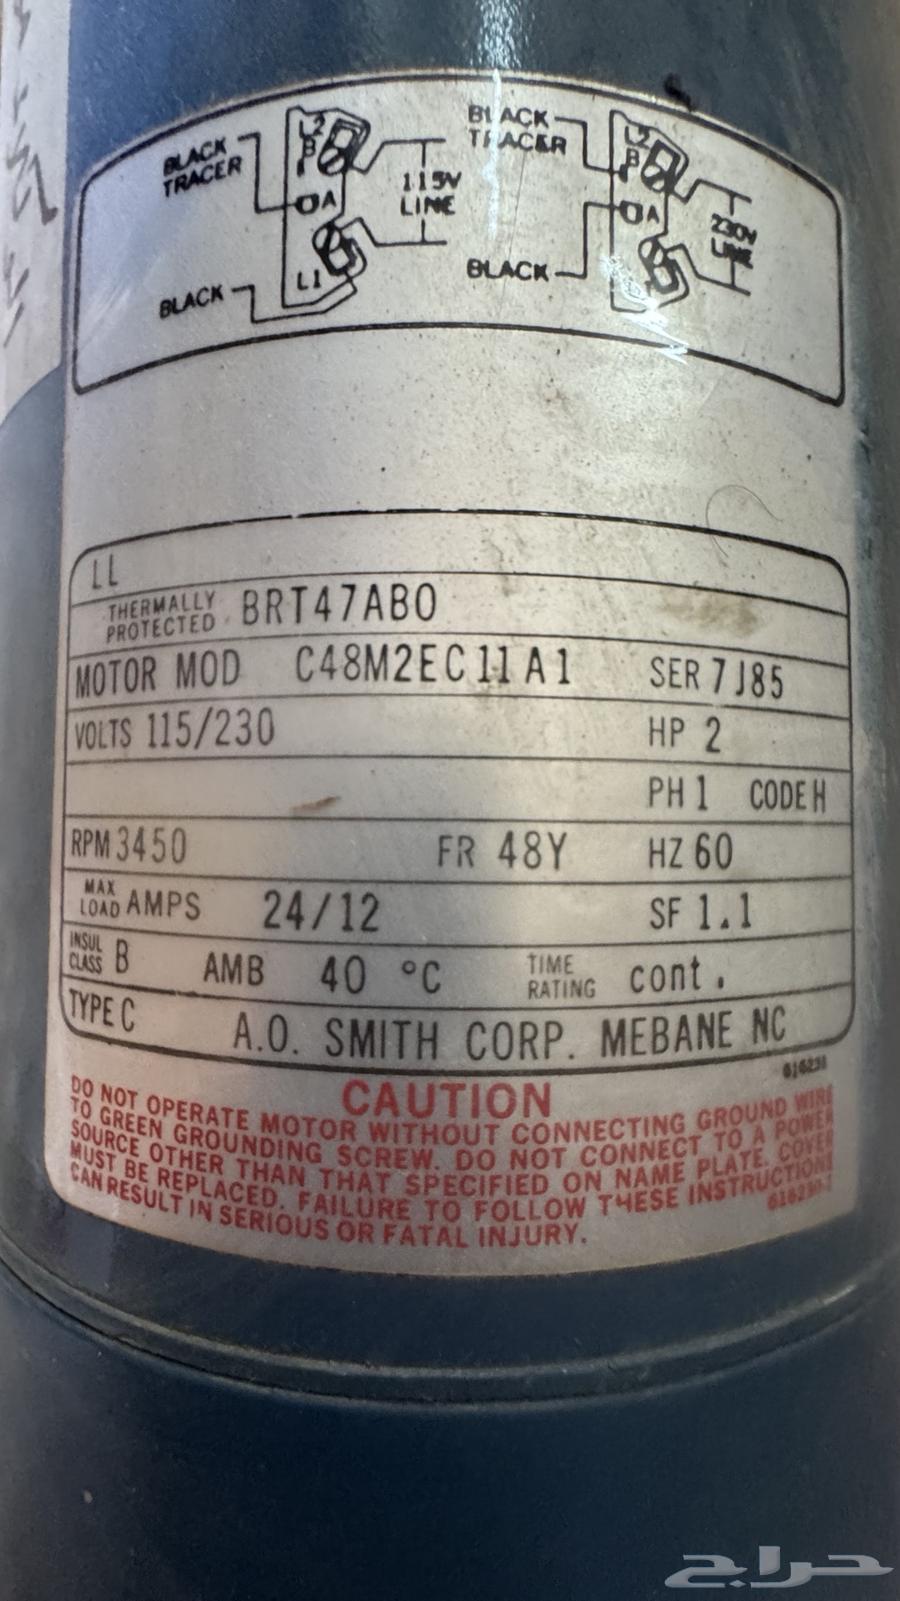 BLACK
TRACER
L2
B
A
L1
BLACK
115V
LINE
BLACK
TRACER
L2
B
A
BLACK
230V
LINE
LL
THERMALLY
PROTECTED BRT47AB0
MOTOR MOD C48M2EC11A1 SER 7J85
VOLTS 115/230 HP 2
PH 1 CODE H
RPM 3450 FR 48Y HZ 60
MAX
LOAD AMPS 24/12 SF 1.1
INSUL
CLASS B AMB 40 °C TIME
RATING cont.
TYPE C A.O. SMITH CORP. MEBANE NC
616231
CAUTION
DO NOT OPERATE MOTOR WITHOUT CONNECTING GROUND WIRE
TO GREEN GROUNDING SCREW. DO NOT CONNECT TO A POWER
SOURCE OTHER THAN THAT SPECIFIED ON NAME PLATE. COVER
MUST BE REPLACED. FAILURE TO FOLLOW THESE INSTRUCTIONS
CAN RESULT IN SERIOUS OR FATAL INJURY.
حراج